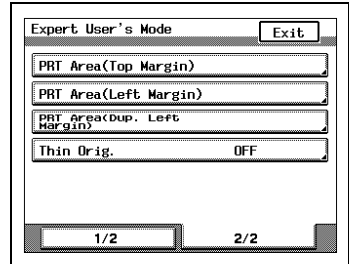 Expert User's Mode
Exit
PRT Area(Top Margin)
PRT Area(Left Margin)
PRT Area(Dup. Left
Margin)
Thin Orig. OFF
1/2 2/2